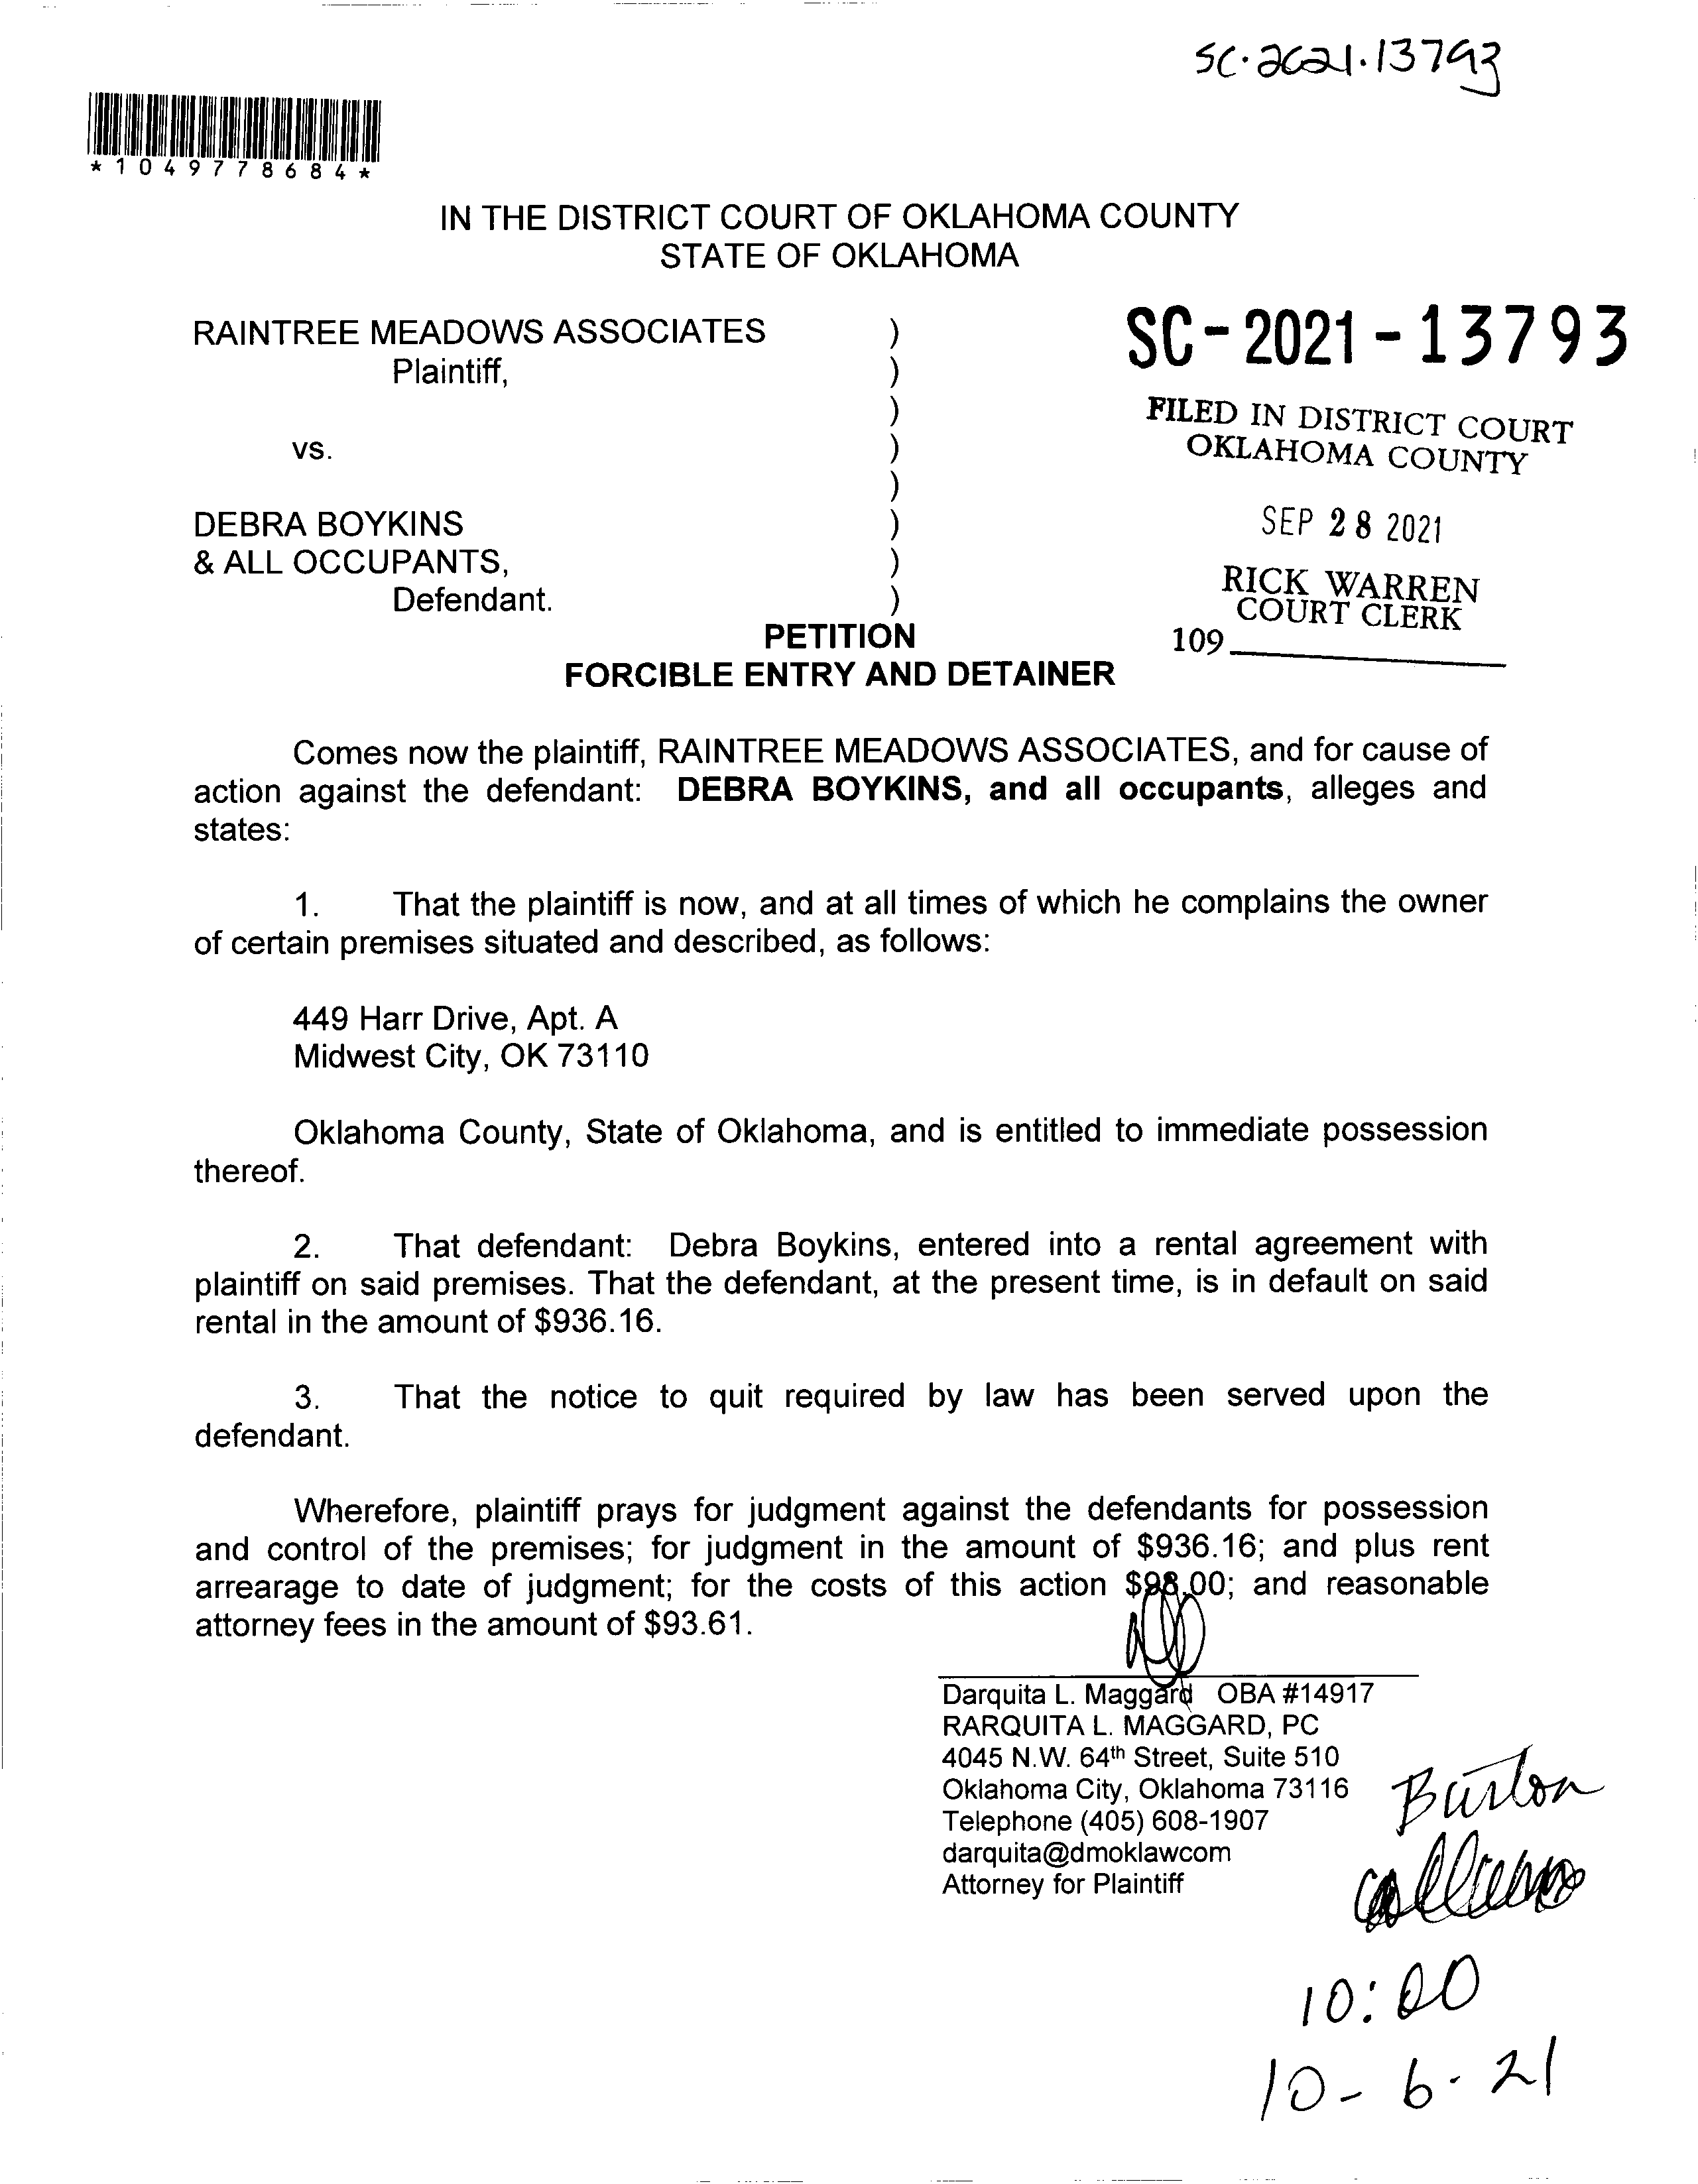 SC-2021-13793
*1049778684*
IN THE DISTRICT COURT OF OKLAHOMA COUNTY
STATE OF OKLAHOMA
RAINTREE MEADOWS ASSOCIATES )
Plaintiff, )
)
vs. )
)
DEBRA BOYKINS )
& ALL OCCUPANTS, )
Defendant. )
SC-2021-13793
FILED IN DISTRICT COURT
OKLAHOMA COUNTY
SEP 28 2021
RICK WARREN
COURT CLERK
109
PETITION
FORCIBLE ENTRY AND DETAINER
Comes now the plaintiff, RAINTREE MEADOWS ASSOCIATES, and for cause of
action against the defendant: DEBRA BOYKINS, and all occupants, alleges and
states:
1. That the plaintiff is now, and at all times of which he complains the owner
of certain premises situated and described, as follows:
449 Harr Drive, Apt. A
Midwest City, OK 73110
Oklahoma County, State of Oklahoma, and is entitled to immediate possession
thereof.
2. That defendant: Debra Boykins, entered into a rental agreement with
plaintiff on said premises. That the defendant, at the present time, is in default on said
rental in the amount of $936.16.
3. That the notice to quit required by law has been served upon the
defendant.
Wherefore, plaintiff prays for judgment against the defendants for possession
and control of the premises; for judgment in the amount of $936.16; and plus rent
arrearage to date of judgment; for the costs of this action $98.00; and reasonable
attorney fees in the amount of $93.61.
Darquita L. Maggard OBA #14917
RARQUITA L. MAGGARD, PC
4045 N.W. 64th Street, Suite 510
Oklahoma City, Oklahoma 73116
Telephone (405) 608-1907
darquita@dmoklawcom
Attorney for Plaintiff
Burton
10:00
10-6-21